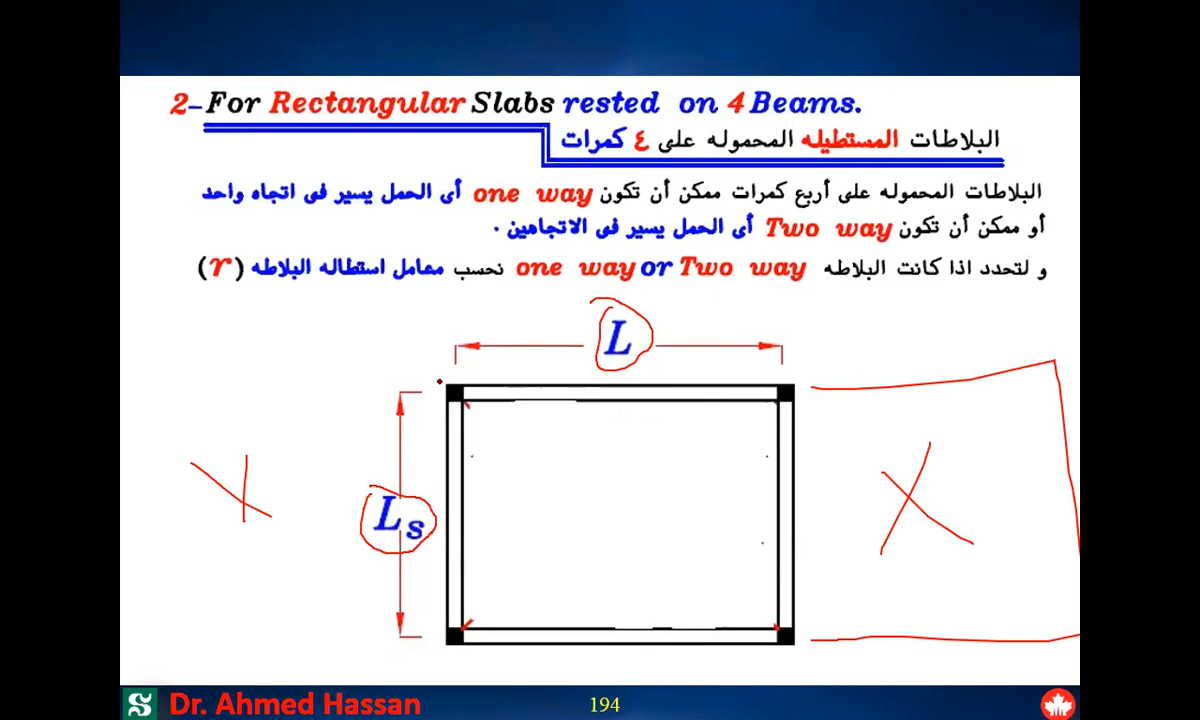 2- For Rectangular Slabs rested on 4 Beams.
البلاطات المستطيله المحموله على ٤ كمرات
البلاطات المحموله على أربع كمرات ممكن أن تكون one way أى الحمل يسير فى اتجاه واحد
أو ممكن أن تكون Two way أى الحمل يسير فى الاتجاهين .
و لتحدد اذا كانت البلاطه one way or Two way نحسب معامل استطاله البلاطه (r)
L
Ls
X
X
Dr. Ahmed Hassan
194